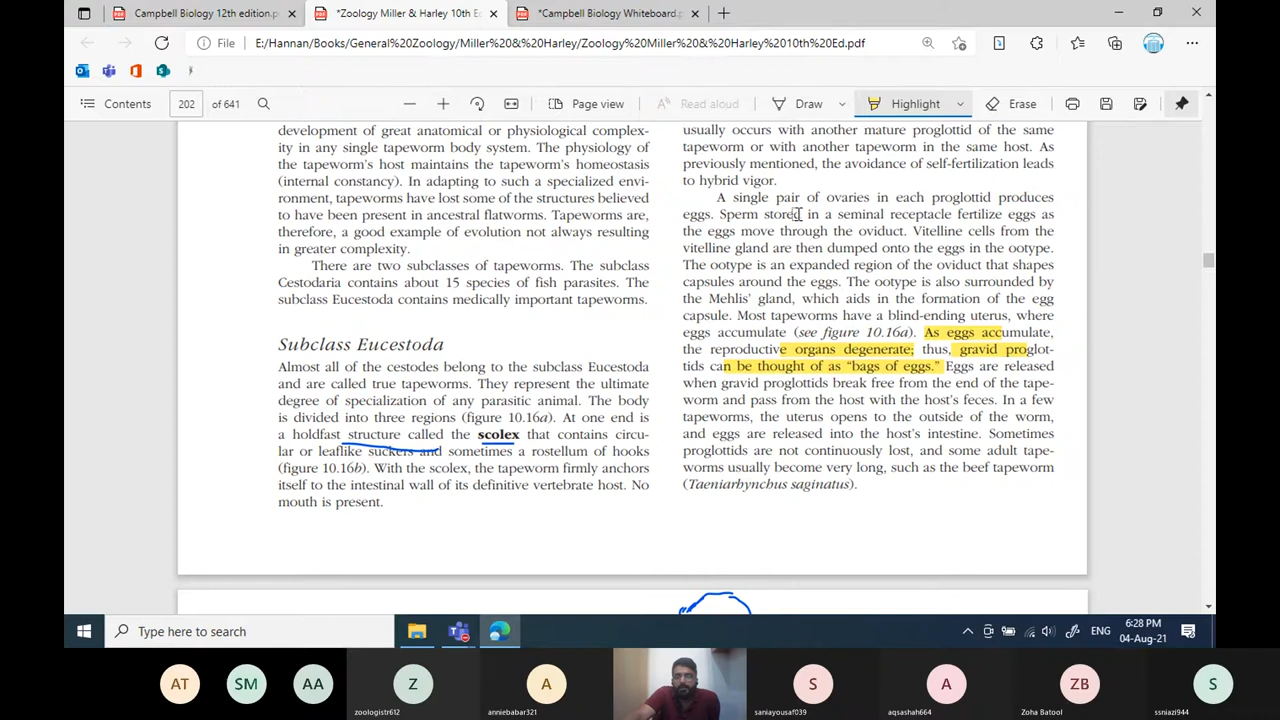 Campbell Biology 12th edition.p
*Zoology Miller & Harley 10th E
*Campbell Biology Whiteboard.p
File
E:/Hannan/Books/General%20Zoology/Miller%20&%20Harley/Zoology%20Miller%20&%20Harley%2010th%20Ed.pdf
Contents
202
of 641
Page view
Read aloud
Draw
Highlight
Erase
development of great anatomical or physiological complex-
ity in any single tapeworm body system. The physiology of
the tapeworm's host maintains the tapeworm's homeostasis
(internal constancy). In adapting to such a specialized envi-
ronment, tapeworms have lost some of the structures believed
to have been present in ancestral flatworms. Tapeworms are,
therefore, a good example of evolution not always resulting
in greater complexity.
There are two subclasses of tapeworms. The subclass
Cestodaria contains about 15 species of fish parasites. The
subclass Eucestoda contains medically important tapeworms.
Subclass Eucestoda
Almost all of the cestodes belong to the subclass Eucestoda
and are called true tapeworms. They represent the ultimate
degree of specialization of any parasitic animal. The body
is divided into three regions (figure 10.16a). At one end is
a holdfast structure called the scolex that contains circu-
lar or leaflike suckers and sometimes a rostellum of hooks
(figure 10.16b). With the scolex, the tapeworm firmly anchors
itself to the intestinal wall of its definitive vertebrate host. No
mouth is present.
usually occurs with another mature proglottid of the same
tapeworm or with another tapeworm in the same host. As
previously mentioned, the avoidance of self-fertilization leads
to hybrid vigor.
A single pair of ovaries in each proglottid produces
eggs. Sperm stored in a seminal receptacle fertilize eggs as
the eggs move through the oviduct. Vitelline cells from the
vitelline gland are then dumped onto the eggs in the ootype.
The ootype is an expanded region of the oviduct that shapes
capsules around the eggs. The ootype is also surrounded by
the Mehlis' gland, which aids in the formation of the egg
capsule. Most tapeworms have a blind-ending uterus, where
eggs accumulate (see figure 10.16a). As eggs accumulate,
the reproductive organs degenerate; thus, gravid proglot-
tids can be thought of as “bags of eggs.” Eggs are released
when gravid proglottids break free from the end of the tape-
worm and pass from the host with the host's feces. In a few
tapeworms, the uterus opens to the outside of the worm,
and eggs are released into the host's intestine. Sometimes
proglottids are not continuously lost, and some adult tape-
worms usually become very long, such as the beef tapeworm
(Taeniarhynchus saginatus).
Type here to search
ENG
6:28 PM
04-Aug-21
AT
SM
AA
Z
A
S
A
ZB
S
zoologistr612
anniebabar321
saniayousaf039
aqsashah664
Zoha Batool
ssniazi944